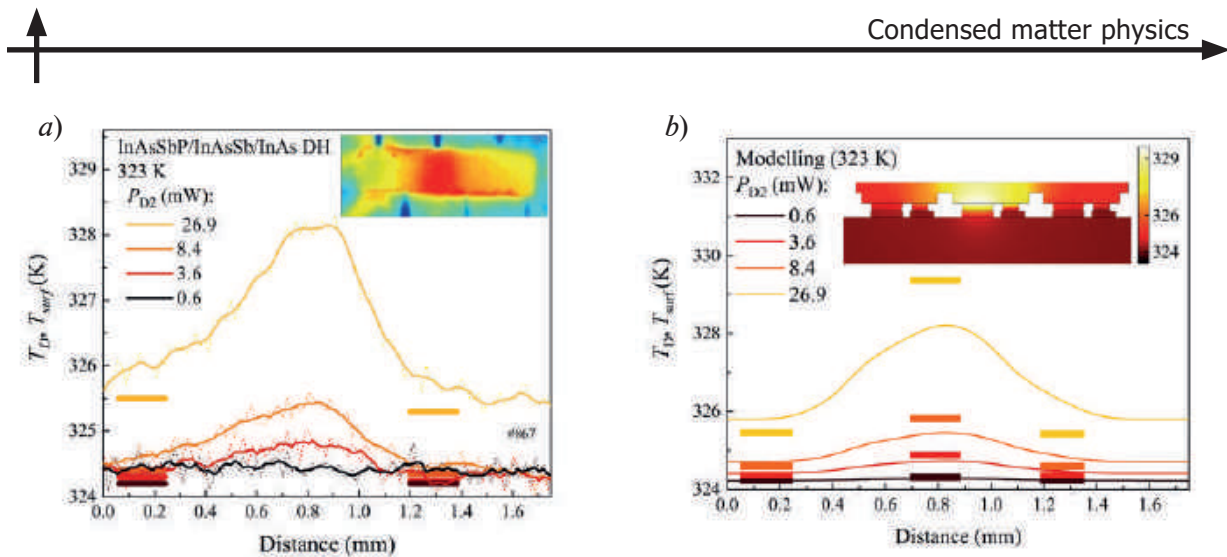 Condensed matter physics
a)
InAsSbP/InAsSb/InAs DH
323 K
P_D2 (mW):
26.9
8.4
3.6
0.6
#867
T_D, T_surf (K)
329
328
327
326
325
324
0.0 0.2 0.4 0.6 0.8 1.0 1.2 1.4 1.6
Distance (mm)
b)
Modelling (323 K)
P_D2 (mW):
0.6
3.6
8.4
26.9
329
326
324
T_D, T_surf (K)
332
330
328
326
324
0.0 0.2 0.4 0.6 0.8 1.0 1.2 1.4 1.6
Distance (mm)